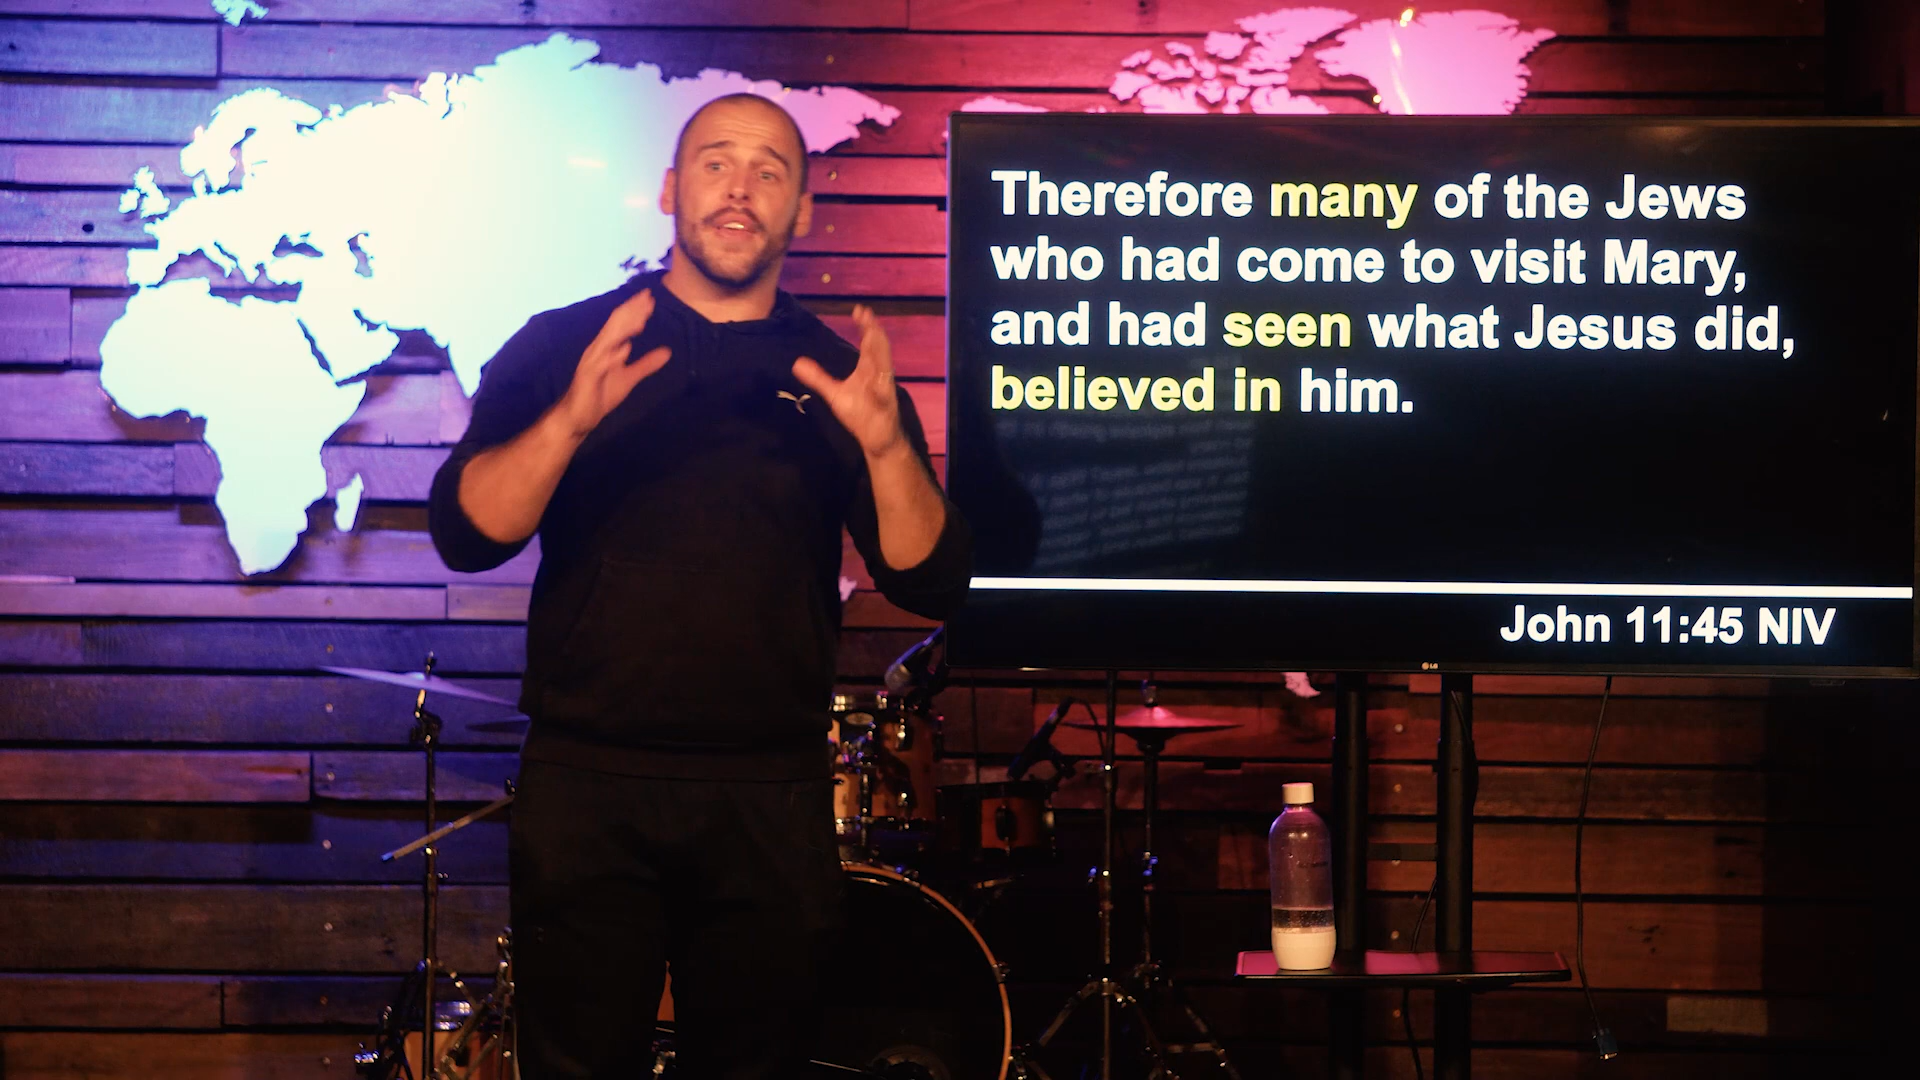 Therefore many of the Jews
who had come to visit Mary,
and had seen what Jesus did,
believed in him.
John 11:45 NIV
LG